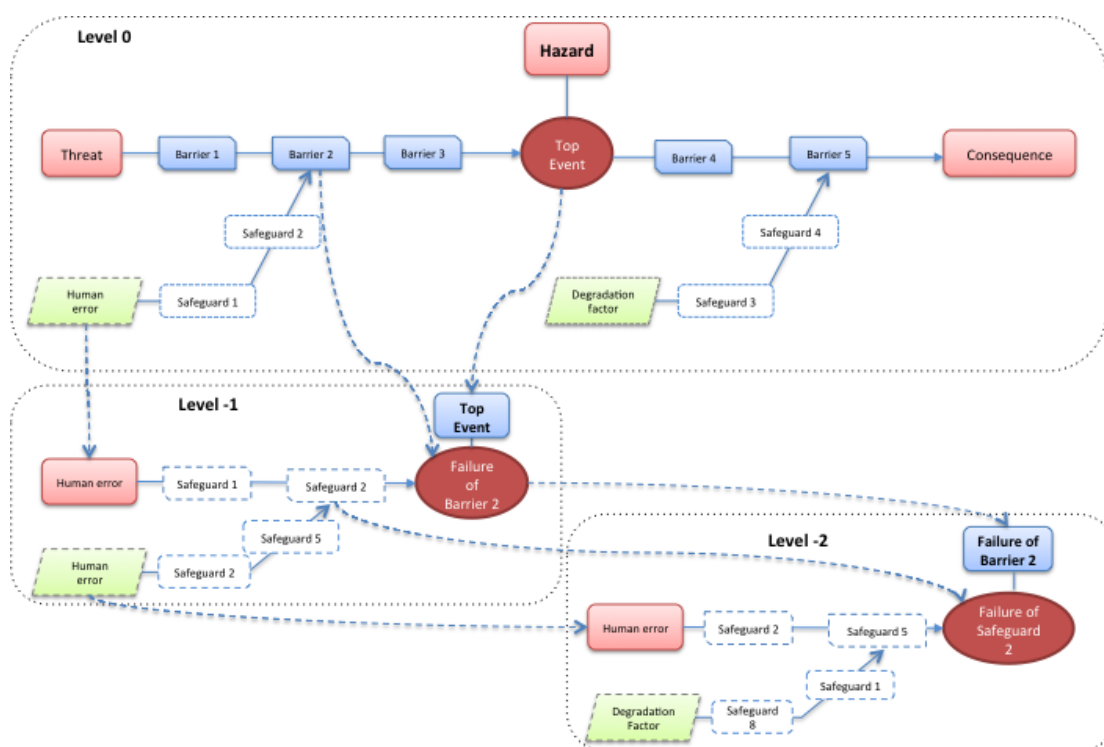 Level 0
Hazard
Threat
Barrier 1
Barrier 2
Barrier 3
Top
Event
Barrier 4
Barrier 5
Consequence
Safeguard 2
Safeguard 4
Human
error
Safeguard 1
Degradation
factor
Safeguard 3
Level -1
Top
Event
Human error
Safeguard 1
Safeguard 2
Failure
of
Barrier 2
Safeguard 5
Human
error
Safeguard 2
Level -2
Failure of
Barrier 2
Human error
Safeguard 2
Safeguard 5
Failure of
Safeguard
2
Safeguard 1
Degradation
Factor
Safeguard
8